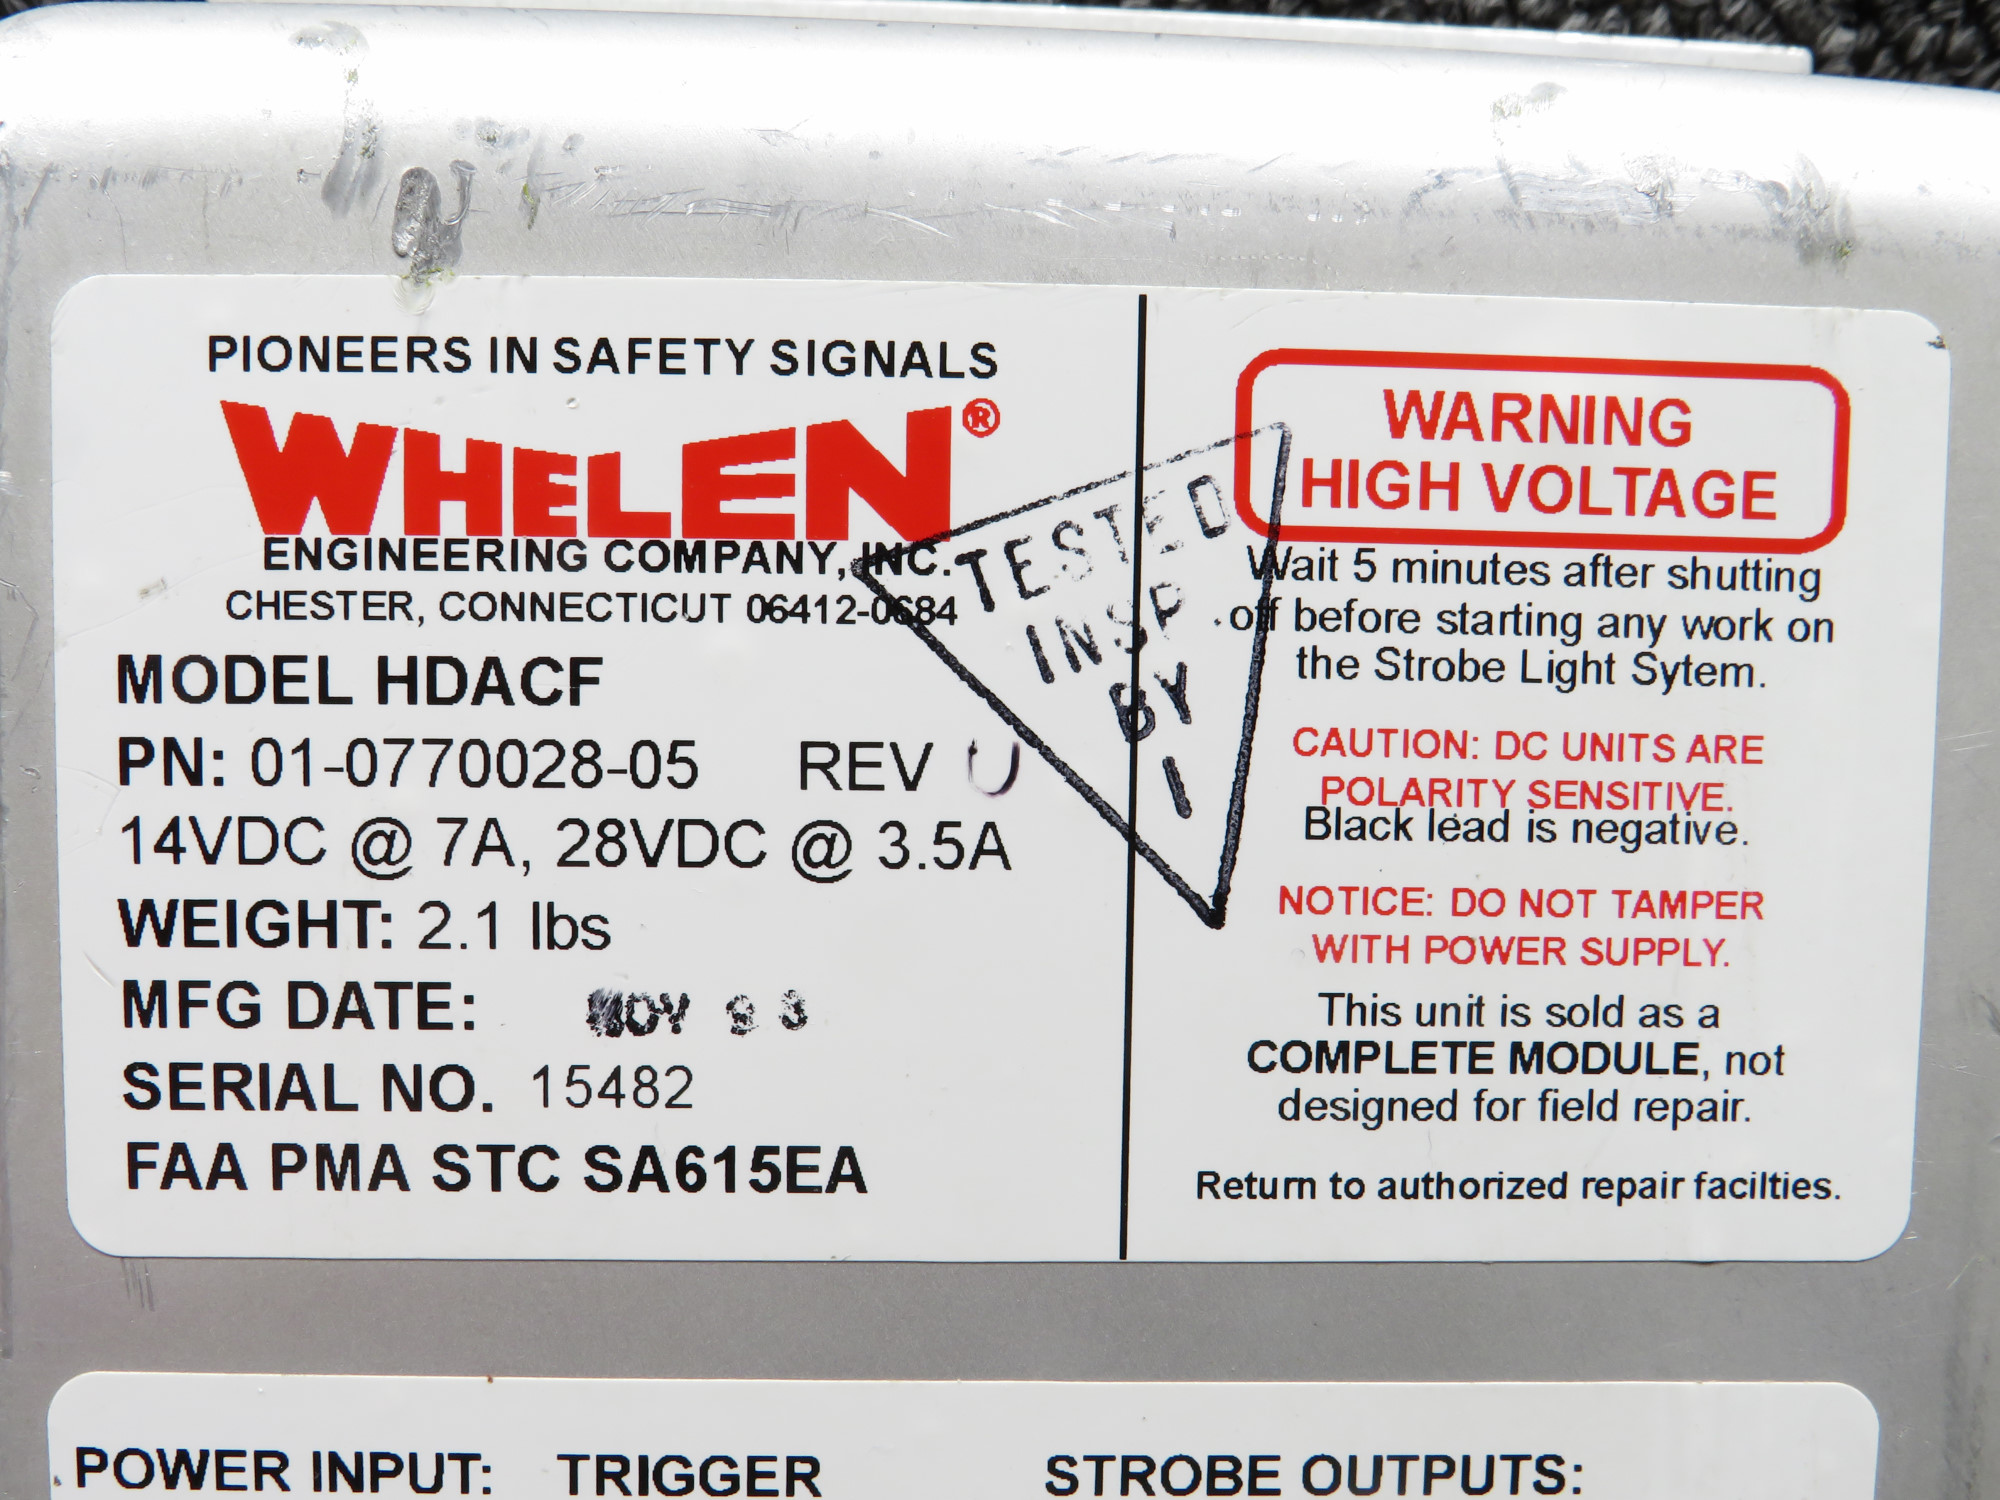 PIONEERS IN SAFETY SIGNALS
WHELEN®
ENGINEERING COMPANY, INC.
CHESTER, CONNECTICUT 06412-0684
MODEL HDACF
PN: 01-0770028-05 REV U
14VDC @ 7A, 28VDC @ 3.5A
WEIGHT: 2.1 lbs
MFG DATE: NOV
SERIAL NO. 15482
FAA PMA STC SA615EA
TESTED
INSP
BY
1
WARNING
HIGH VOLTAGE
Wait 5 minutes after shutting
off before starting any work on
the Strobe Light Sytem.
CAUTION: DC UNITS ARE
POLARITY SENSITIVE.
Black lead is negative.
NOTICE: DO NOT TAMPER
WITH POWER SUPPLY.
This unit is sold as a
COMPLETE MODULE, not
designed for field repair.
Return to authorized repair facilties.
POWER INPUT: TRIGGER STROBE OUTPUTS: